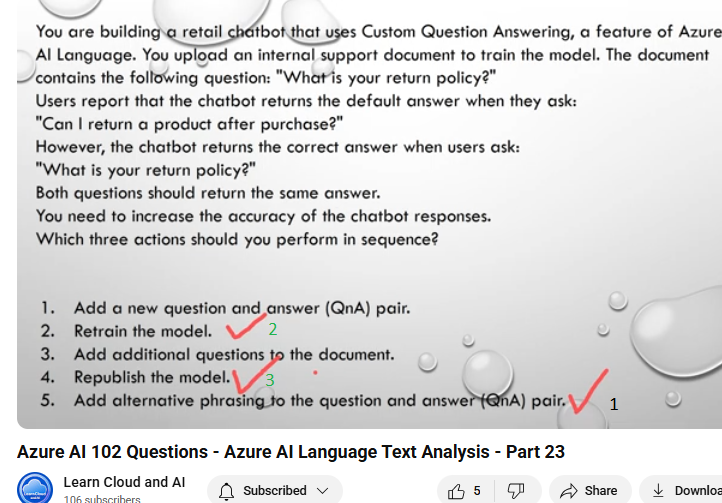 You are building a retail chatbot that uses Custom Question Answering, a feature of Azure
AI Language. You upload an internal support document to train the model. The document
contains the following question: "What is your return policy?"
Users report that the chatbot returns the default answer when they ask:
"Can I return a product after purchase?"
However, the chatbot returns the correct answer when users ask:
"What is your return policy?"
Both questions should return the same answer.
You need to increase the accuracy of the chatbot responses.
Which three actions should you perform in sequence?
1. Add a new question and answer (QnA) pair.
2. Retrain the model. 2
3. Add additional questions to the document.
4. Republish the model. 3
5. Add alternative phrasing to the question and answer (QnA) pair. 1
Azure AI 102 Questions - Azure AI Language Text Analysis - Part 23
Learn Cloud and AI
106 subscribers
Subscribed
5
Share
Downloa